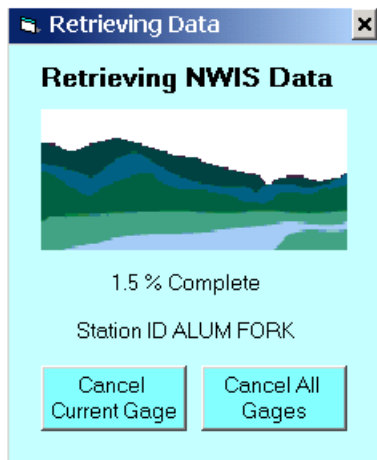 Retrieving Data
Retrieving NWIS Data
1.5 % Complete
Station ID ALUM FORK
Cancel
Current Gage
Cancel All
Gages